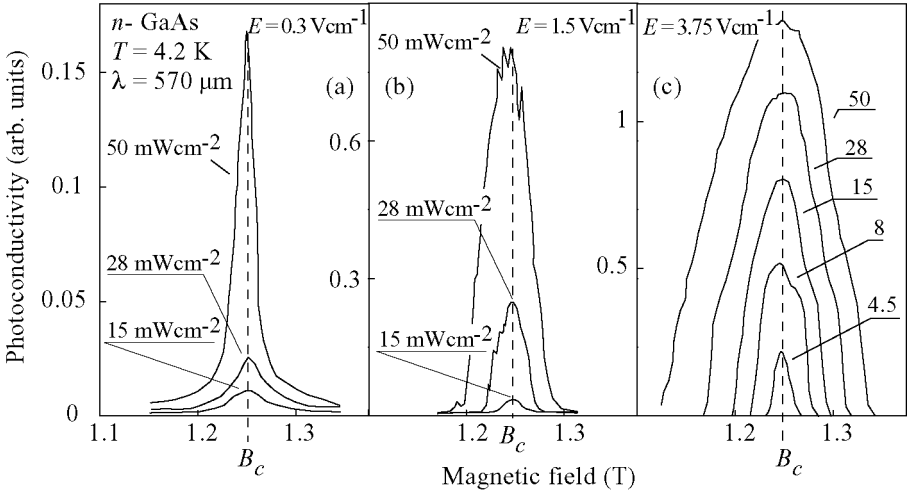 n- GaAs
T = 4.2 K
λ = 570 μm
E = 0.3 Vcm-1
(a)
50 mWcm-2
28 mWcm-2
15 mWcm-2
0.15
0.1
0.05
0
1.1
1.2
1.3
Bc
E = 1.5 Vcm-1
50 mWcm-2
(b)
28 mWcm-2
15 mWcm-2
0.6
0.3
1.2
1.3
Bc
E = 3.75 Vcm-1
(c)
50
28
15
8
4.5
1
0.5
1.2
1.3
Bc
Photoconductivity (arb. units)
Magnetic field (T)